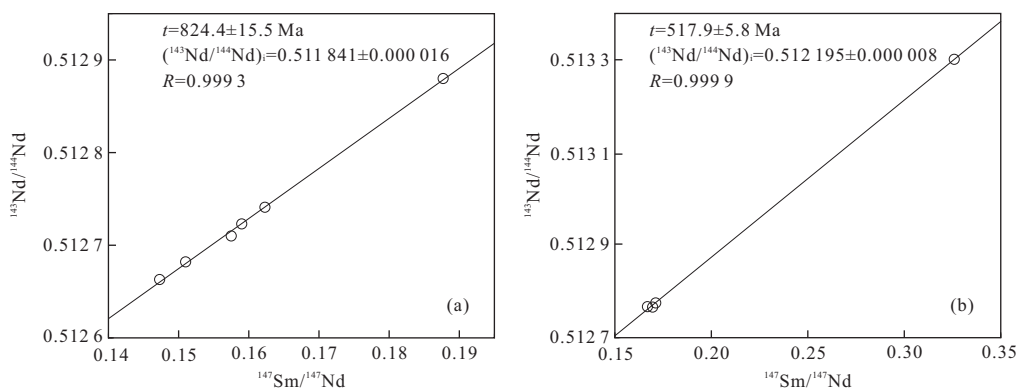 t=824.4±15.5 Ma
(¹⁴³Nd/¹⁴⁴Nd)ᵢ=0.511 841±0.000 016
R=0.999 3
0.512 9
0.512 8
0.512 7
0.512 6
¹⁴³Nd/¹⁴⁴Nd
(a)
0.14
0.15
0.16
0.17
0.18
0.19
¹⁴⁷Sm/¹⁴⁷Nd
t=517.9±5.8 Ma
(¹⁴³Nd/¹⁴⁴Nd)ᵢ=0.512 195±0.000 008
R=0.999 9
0.513 3
0.513 1
0.512 9
0.512 7
¹⁴³Nd/¹⁴⁴Nd
(b)
0.15
0.20
0.25
0.30
0.35
¹⁴⁷Sm/¹⁴⁷Nd